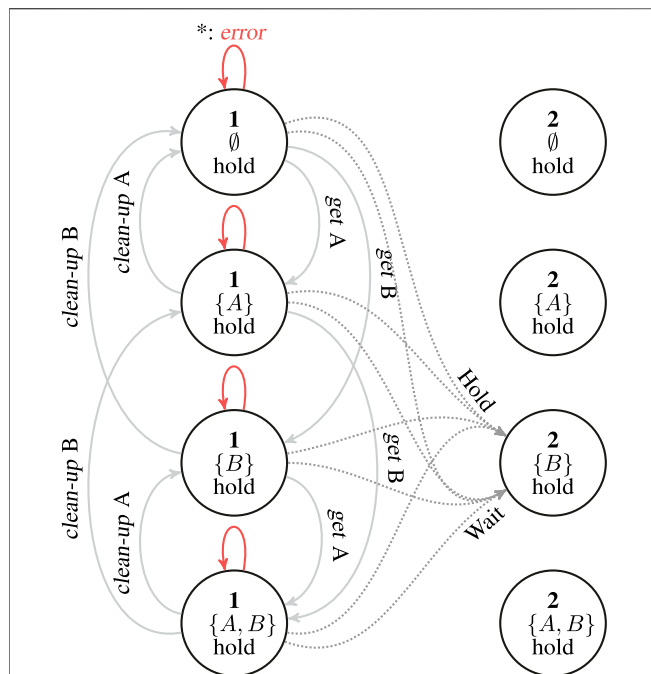 *: error
1
∅
hold
2
∅
hold
clean-up A
get A
clean-up B
get B
1
{A}
hold
2
{A}
hold
Hold
1
{B}
hold
2
{B}
hold
clean-up B
get B
clean-up A
get A
Wait
1
{A, B}
hold
2
{A, B}
hold